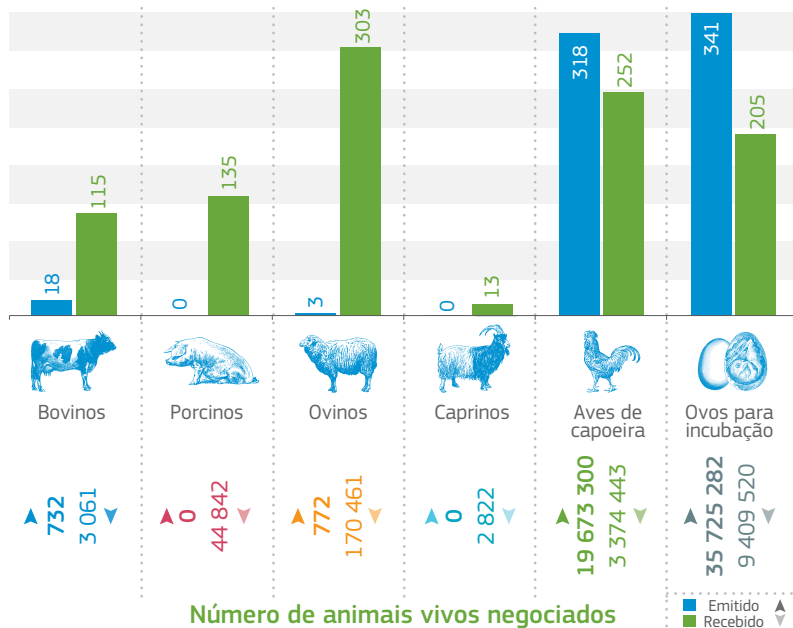 18
115
0
135
3
303
0
13
318
252
341
205
Bovinos
Porcinos
Ovinos
Caprinos
Aves de
capoeira
Ovos para
incubação
732
3 061
0
44 842
772
170 461
0
2 822
19 673 300
3 374 443
35 725 282
9 409 520
Número de animais vivos negociados
Emitido
Recebido